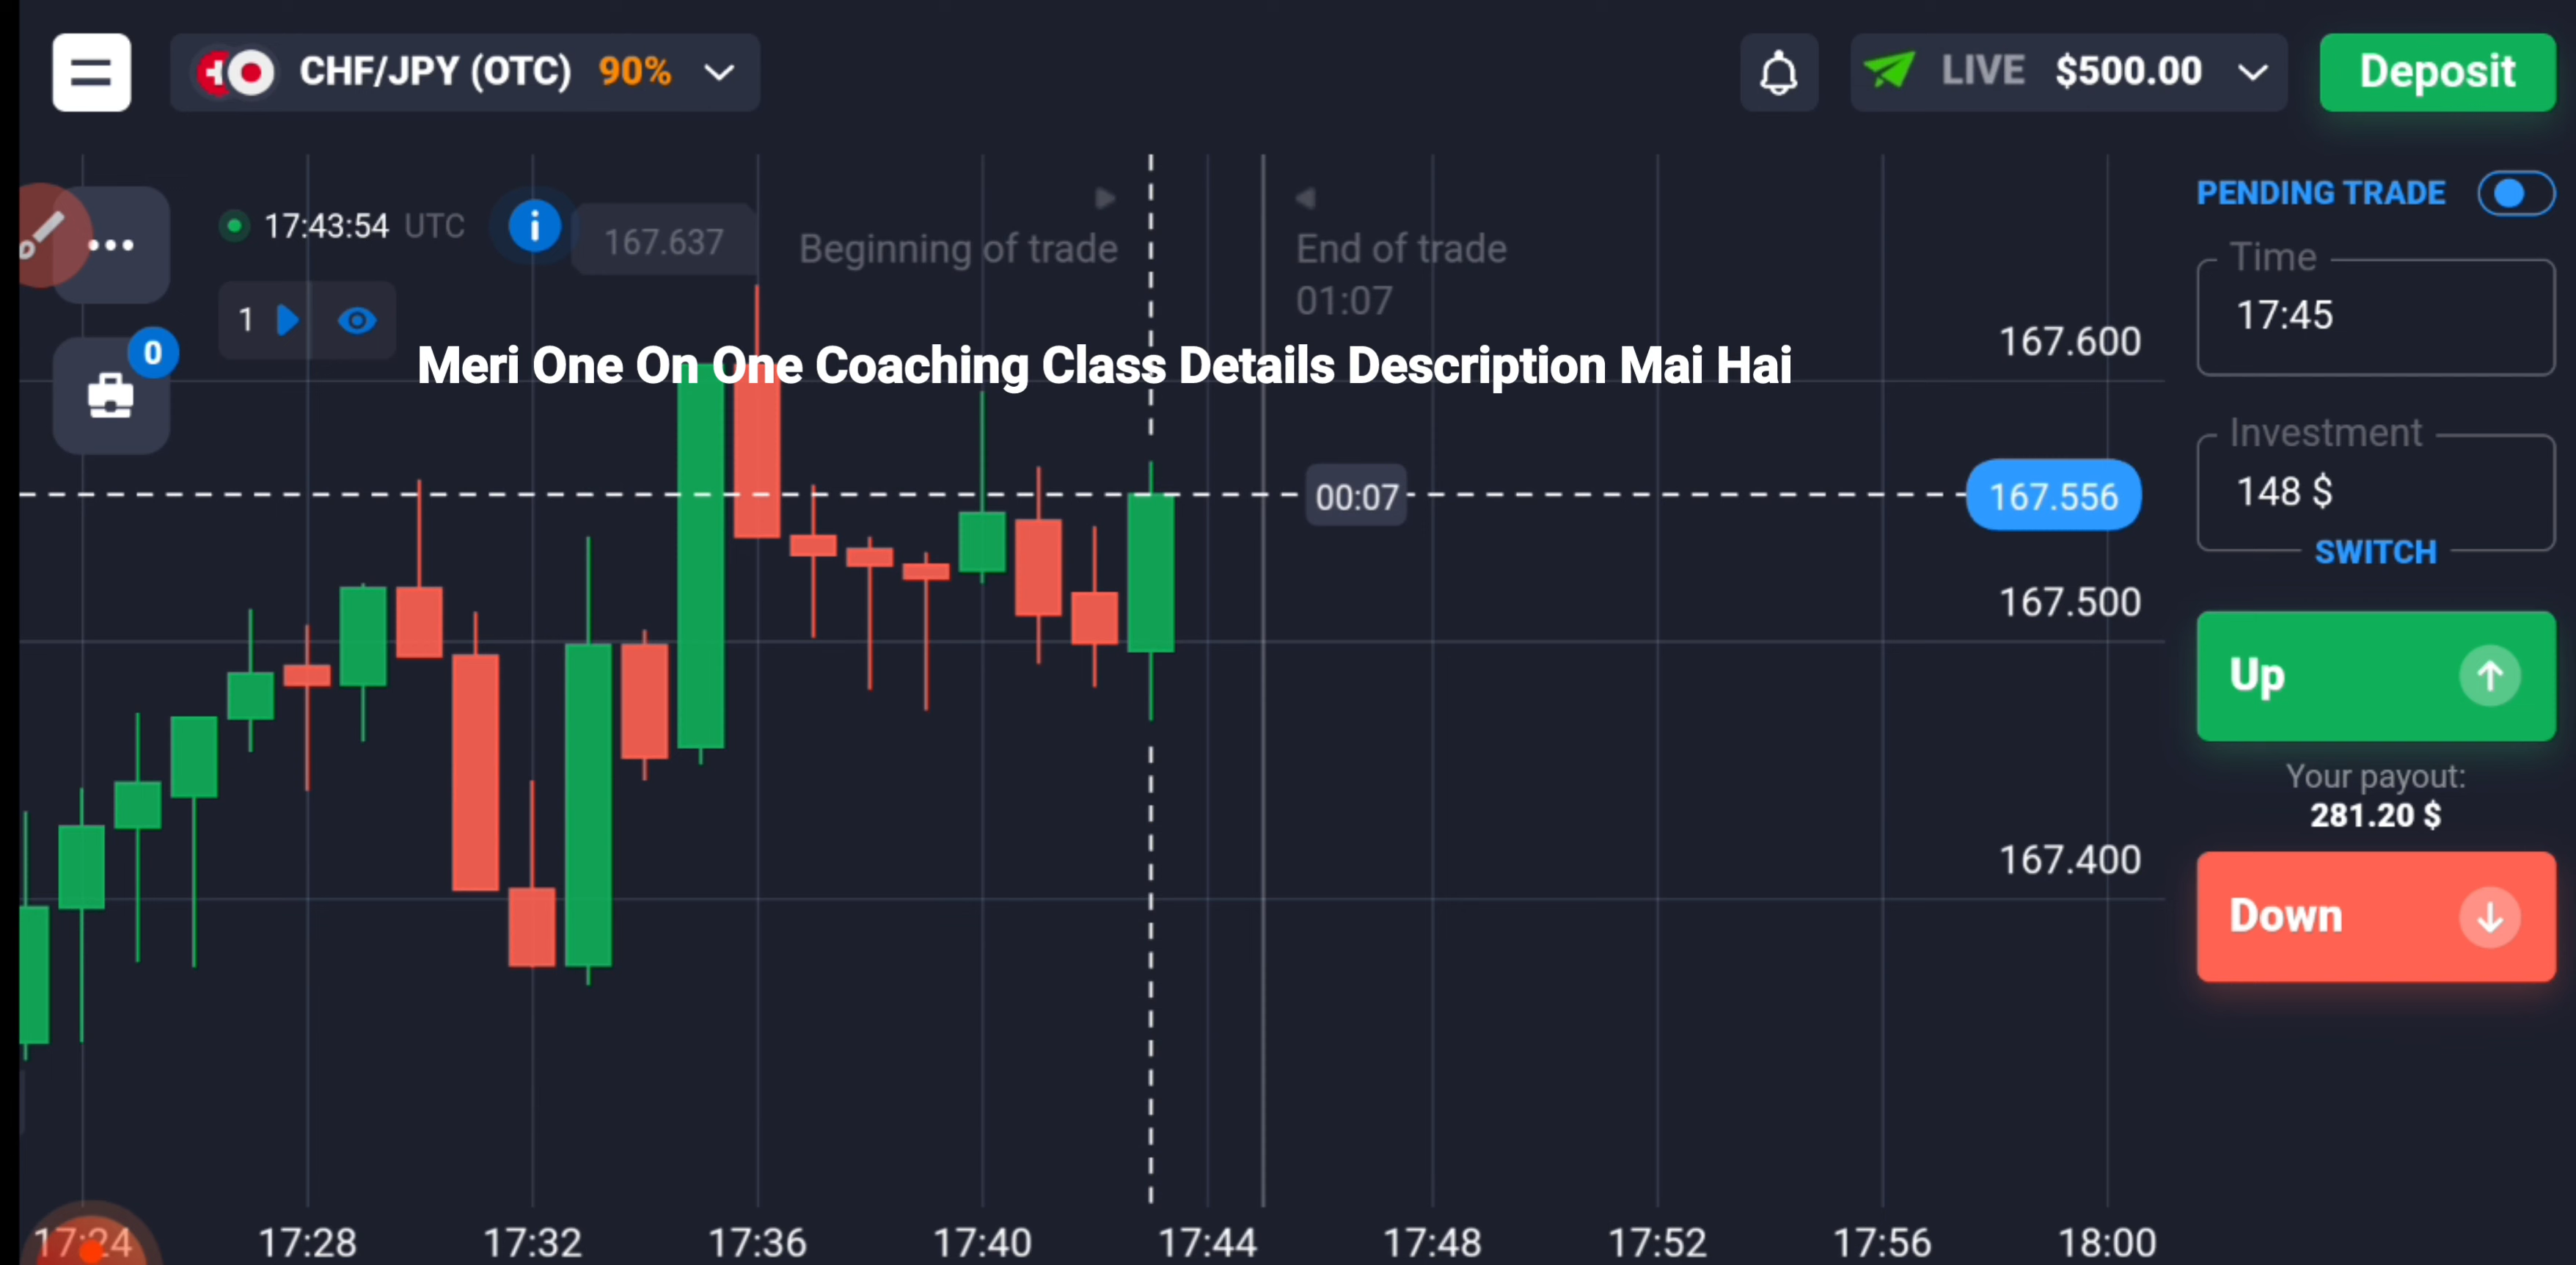 CHF/JPY (OTC) 90%
LIVE $500.00
Deposit
17:43:54 UTC
167.637
Beginning of trade
End of trade
01:07
1
0
Meri One On One Coaching Class Details Description Mai Hai
167.600
00:07
167.556
167.500
167.400
PENDING TRADE
Time
17:45
Investment
148 $
SWITCH
Up
Your payout:
281.20 $
Down
17:24
17:28
17:32
17:36
17:40
17:44
17:48
17:52
17:56
18:00